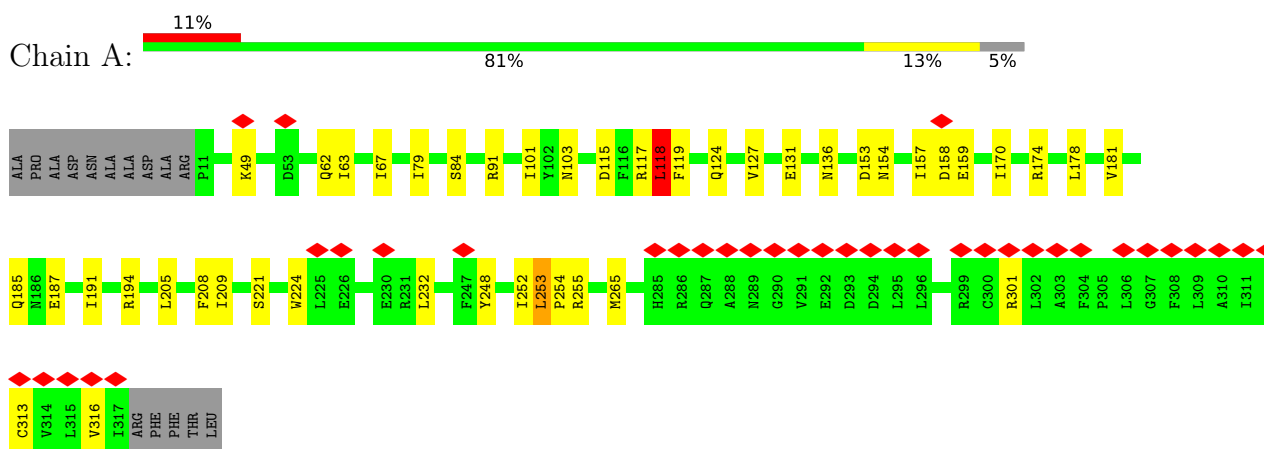 11%
Chain A:
81% 13% 5%
ALA PRO ALA ASP ASN ALA ALA ASP ALA ARG P11 K49 D53 Q62 I63 I67 I79 S84 R91 I101 Y102 N103 D115 F116 R117 L118 F119 Q124 V127 E131 N136 D153 N154 I157 D158 E159 I170 R174 L178 V181
Q185 N186 E187 I191 R194 L205 F208 I209 S221 W224 L225 E226 E230 R231 L232 F247 Y248 I252 L253 F254 R255 M265 H285 R286 Q287 A288 N289 G290 V291 E292 D293 D294 L295 L296 R299 C300 R301 L302 A303 F304 P305 L306 G307 F308 L309 A310 I311
C313 V314 L315 V316 I317 ARG PHE PHE THR LEU